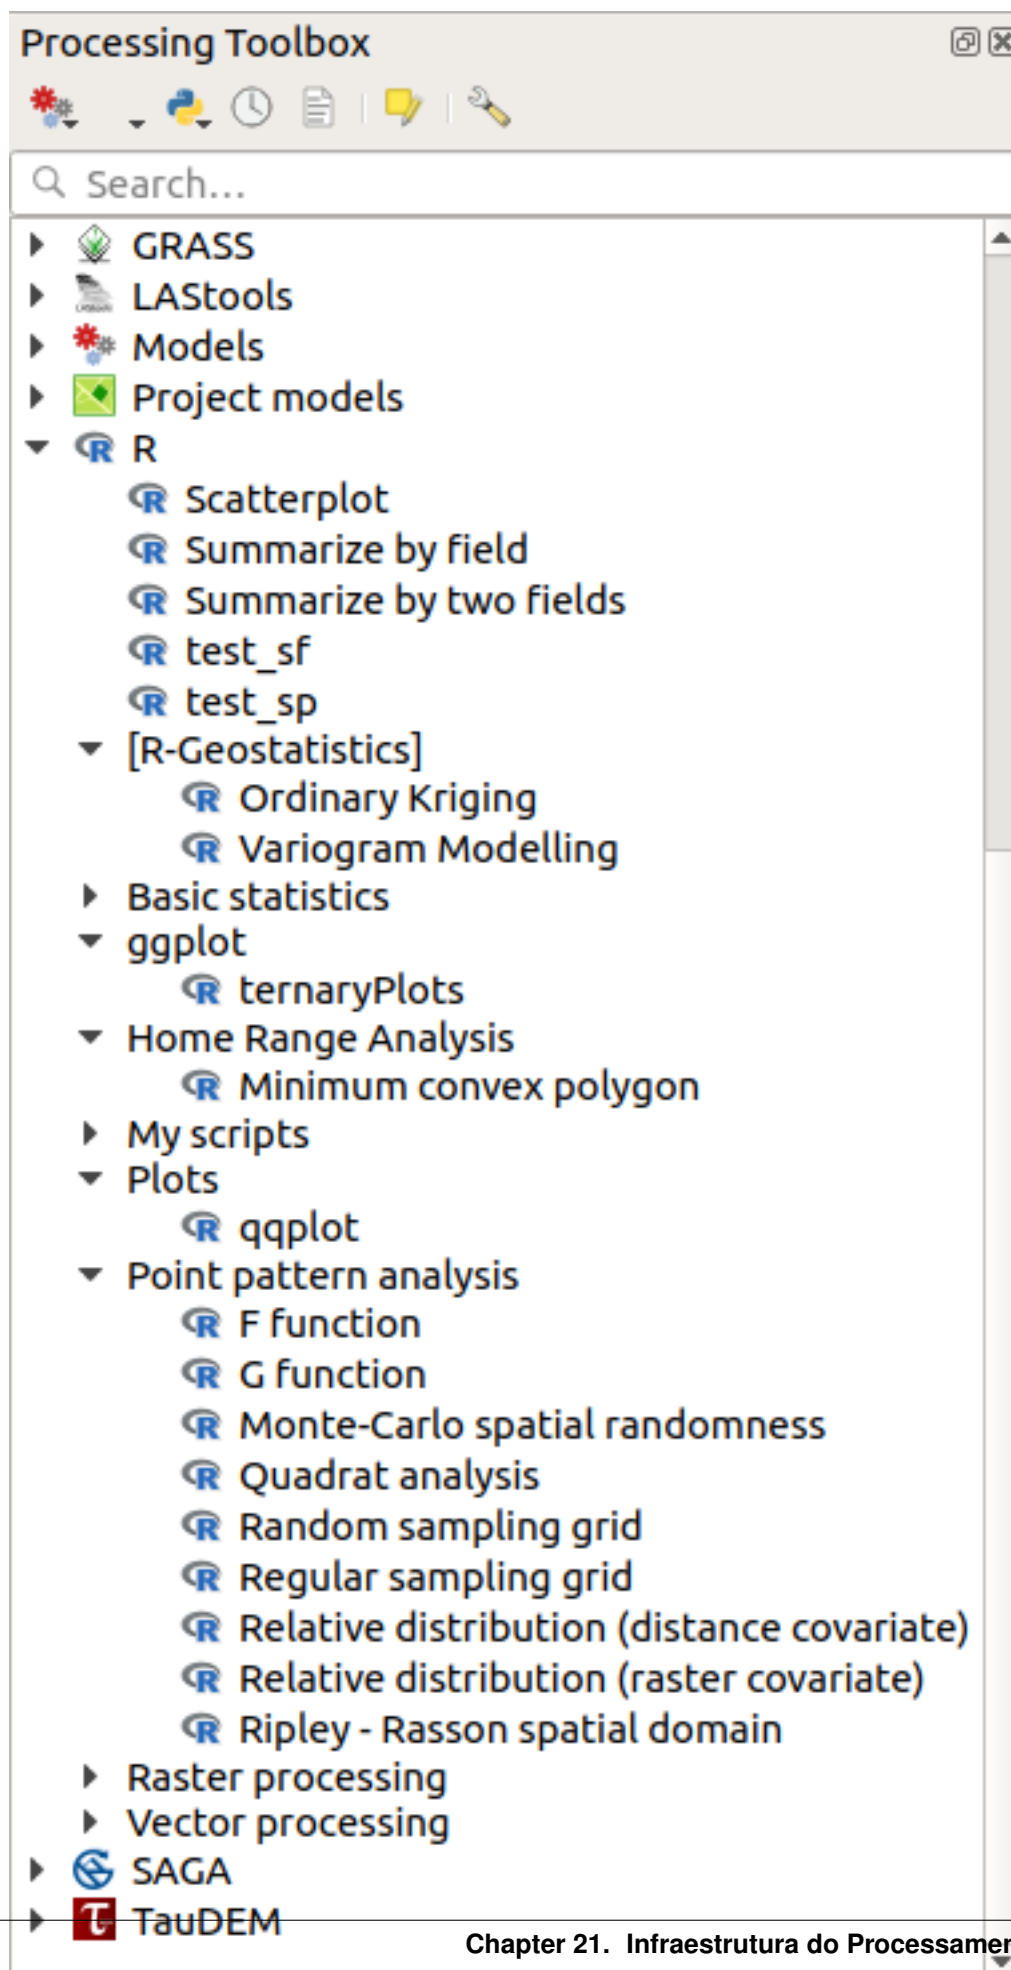 Processing Toolbox
Search...
GRASS
LAStools
Models
Project models
R
Scatterplot
Summarize by field
Summarize by two fields
test_sf
test_sp
[R-Geostatistics]
Ordinary Kriging
Variogram Modelling
Basic statistics
ggplot
ternaryPlots
Home Range Analysis
Minimum convex polygon
My scripts
Plots
qqplot
Point pattern analysis
F function
G function
Monte-Carlo spatial randomness
Quadrat analysis
Random sampling grid
Regular sampling grid
Relative distribution (distance covariate)
Relative distribution (raster covariate)
Ripley - Rasson spatial domain
Raster processing
Vector processing
SAGA
TauDEM
Chapter 21. Infraestrutura do Processamen